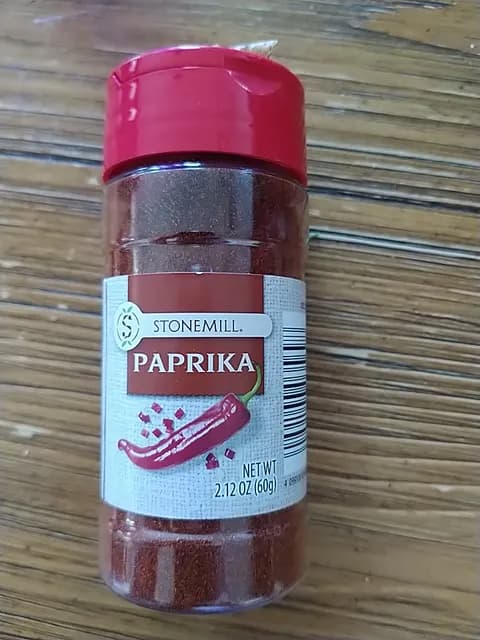 S
STONEMILL®
PAPRIKA
NET WT
2.12 OZ (60g)